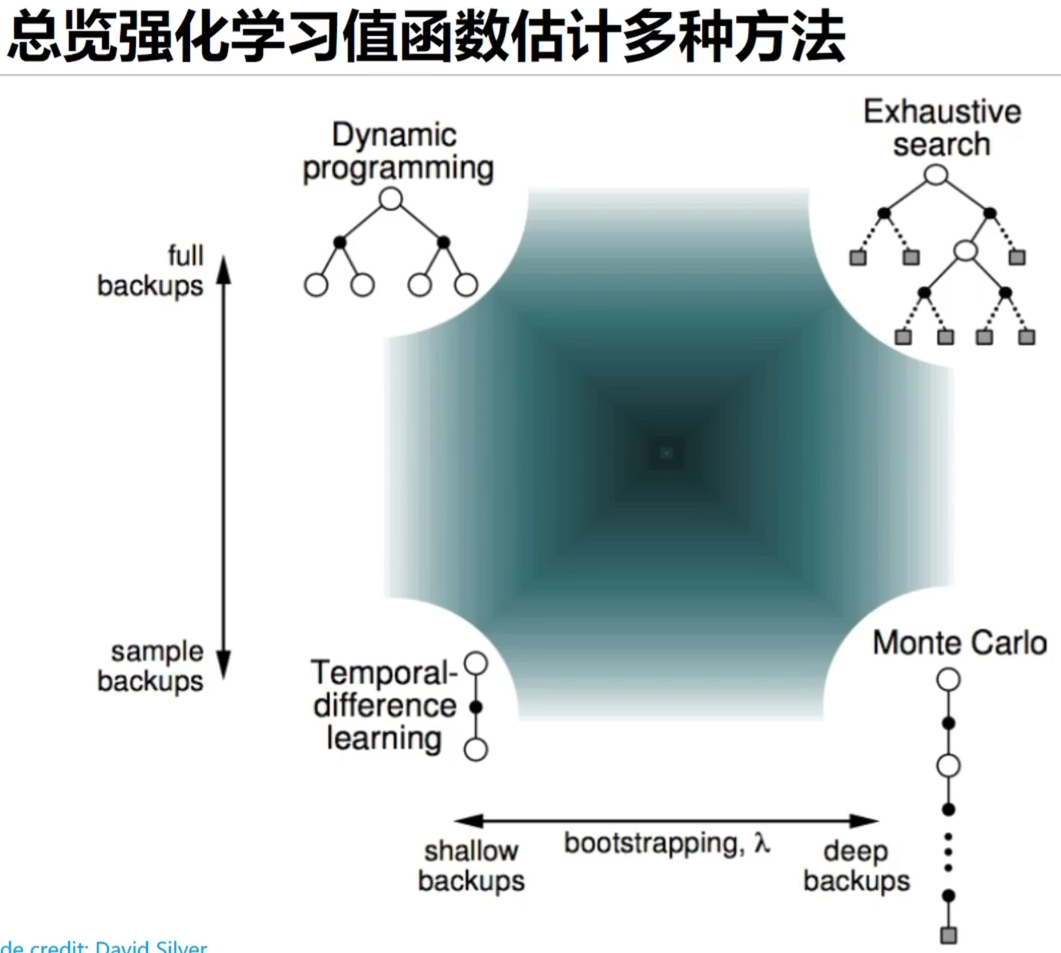 总览强化学习值函数估计多种方法
Dynamic
programming
Exhaustive
search
full
backups
sample
backups
Temporal-
difference
learning
Monte Carlo
bootstrapping, λ
shallow
backups
deep
backups
de credit: David Silver